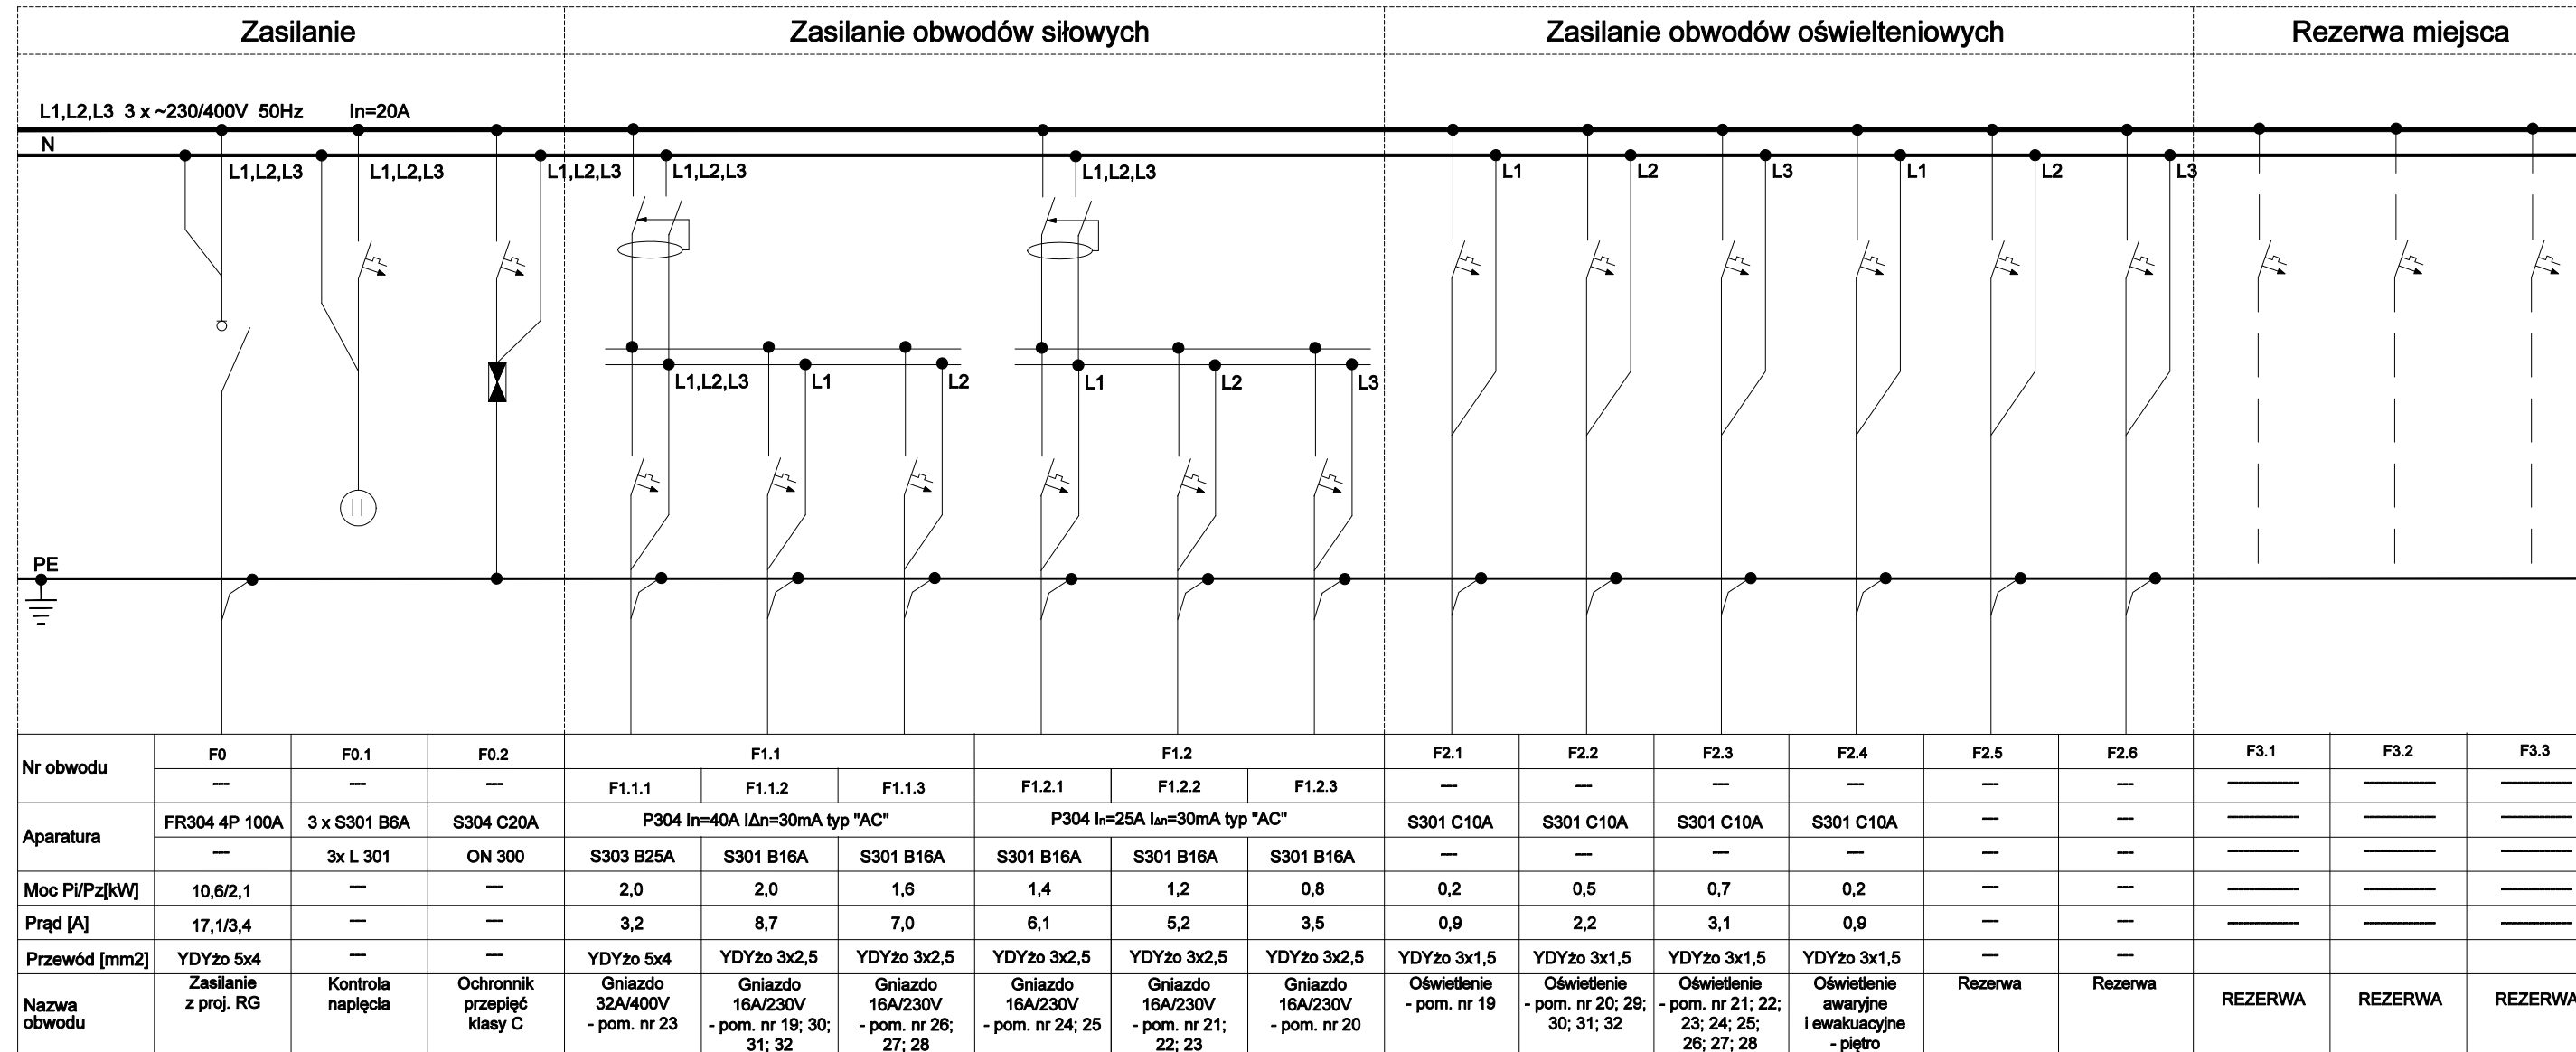 Zasilanie
Zasilanie obwodów siłowych
Zasilanie obwodów oświelteniowych
Rezerwa miejsca
L1,L2,L3 3 x ~230/400V 50Hz In=20A
N
L1,L2,L3
L1,L2,L3
L1,L2,L3
L1,L2,L3
L1,L2,L3
L1
L2
L3
L1
L2
L3
L1,L2,L3
L1
L2
L1
L2
L3
PE
Nr obwodu
F0 F0.1 F0.2 F1.1 F1.2 F2.1 F2.2 F2.3 F2.4 F2.5 F2.6 F3.1 F3.2 F3.3
--- --- --- F1.1.1 F1.1.2 F1.1.3 F1.2.1 F1.2.2 F1.2.3 --- --- --- --- --- --- ------------ ------------ ------------
Aparatura
FR304 4P 100A 3 x S301 B6A S304 C20A P304 In=40A IΔn=30mA typ "AC" P304 In=25A IΔn=30mA typ "AC" S301 C10A S301 C10A S301 C10A S301 C10A --- --- ------------ ------------ ------------
--- 3x L 301 ON 300 S303 B25A S301 B16A S301 B16A S301 B16A S301 B16A S301 B16A --- --- --- --- --- --- ------------ ------------ ------------
Moc Pi/Pz[kW] 10,6/2,1 --- --- 2,0 2,0 1,6 1,4 1,2 0,8 0,2 0,5 0,7 0,2 --- --- ------------ ------------ ------------
Prąd [A] 17,1/3,4 --- --- 3,2 8,7 7,0 6,1 5,2 3,5 0,9 2,2 3,1 0,9 --- --- ------------ ------------ ------------
Przewód [mm2] YDYżo 5x4 --- --- YDYżo 5x4 YDYżo 3x2,5 YDYżo 3x2,5 YDYżo 3x2,5 YDYżo 3x2,5 YDYżo 3x2,5 YDYżo 3x1,5 YDYżo 3x1,5 YDYżo 3x1,5 YDYżo 3x1,5 --- ---
Nazwa
obwodu
Zasilanie
z proj. RG
Kontrola
napięcia
Ochronnik
przepięć
klasy C
Gniazdo
32A/400V
- pom. nr 23
Gniazdo
16A/230V
- pom. nr 19; 30;
31; 32
Gniazdo
16A/230V
- pom. nr 26;
27; 28
Gniazdo
16A/230V
- pom. nr 24; 25
Gniazdo
16A/230V
- pom. nr 21;
22; 23
Gniazdo
16A/230V
- pom. nr 20
Oświetlenie
- pom. nr 19
Oświetlenie
- pom. nr 20; 29;
30; 31; 32
Oświetlenie
- pom. nr 21; 22;
23; 24; 25;
26; 27; 28
Oświetlenie
awaryjne
i ewakuacyjne
- piętro
Rezerwa
Rezerwa
REZERWA
REZERWA
REZERWA